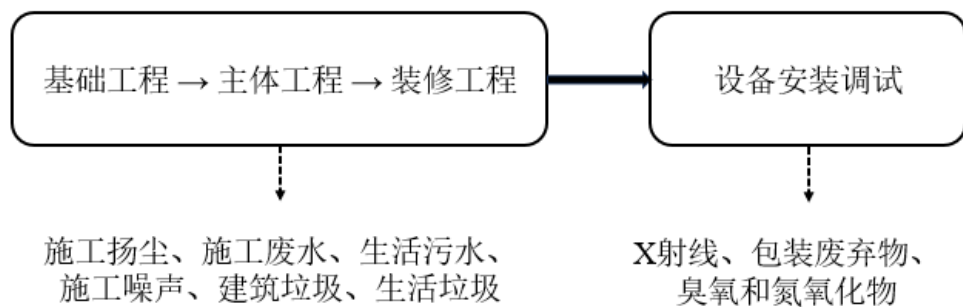 基础工程 → 主体工程 → 装修工程
设备安装调试
施工扬尘、施工废水、生活污水、
施工噪声、建筑垃圾、生活垃圾
X射线、包装废弃物、
臭氧和氮氧化物